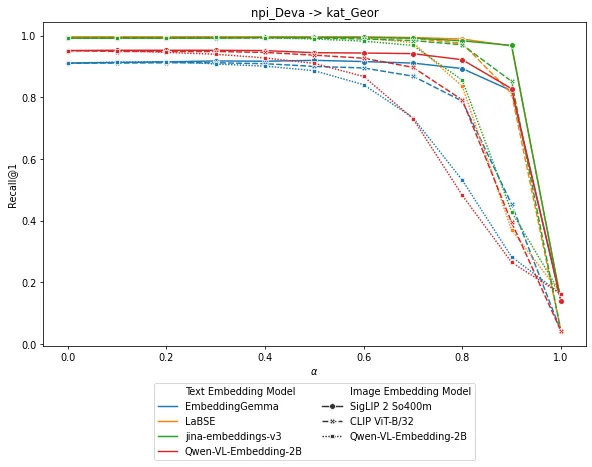 npi_Deva -> kat_Geor
Recall@1
1.0
0.8
0.6
0.4
0.2
0.0
0.0 0.2 0.4 0.6 0.8 1.0
α
Text Embedding Model
EmbeddingGemma
LaBSE
jina-embeddings-v3
Qwen-VL-Embedding-2B
Image Embedding Model
SigLIP 2 So400m
CLIP ViT-B/32
Qwen-VL-Embedding-2B